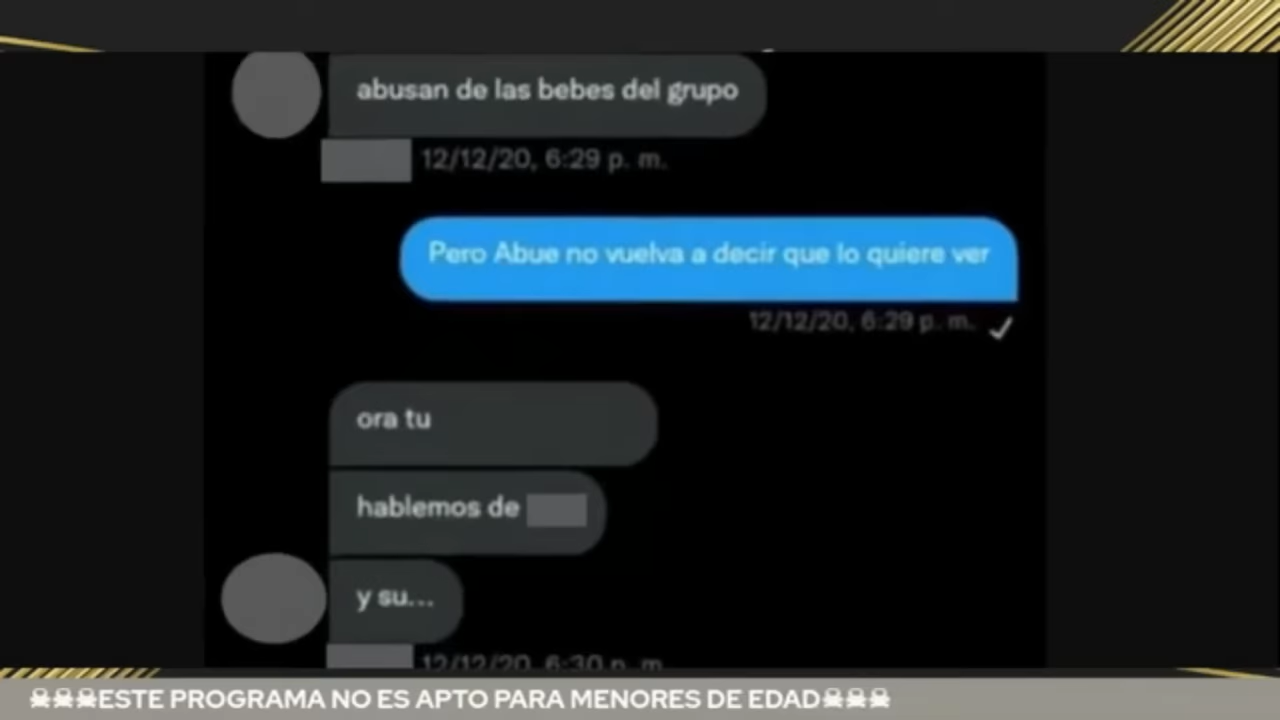 abusan de las bebes del grupo
12/12/20, 6:29 p. m.
Pero Abue no vuelva a decir que lo quiere ver
12/12/20, 6:29 p. m.
ora tu
hablemos de
y su...
12/12/20, 6:30 p. m.
☠☠☠ESTE PROGRAMA NO ES APTO PARA MENORES DE EDAD☠☠☠